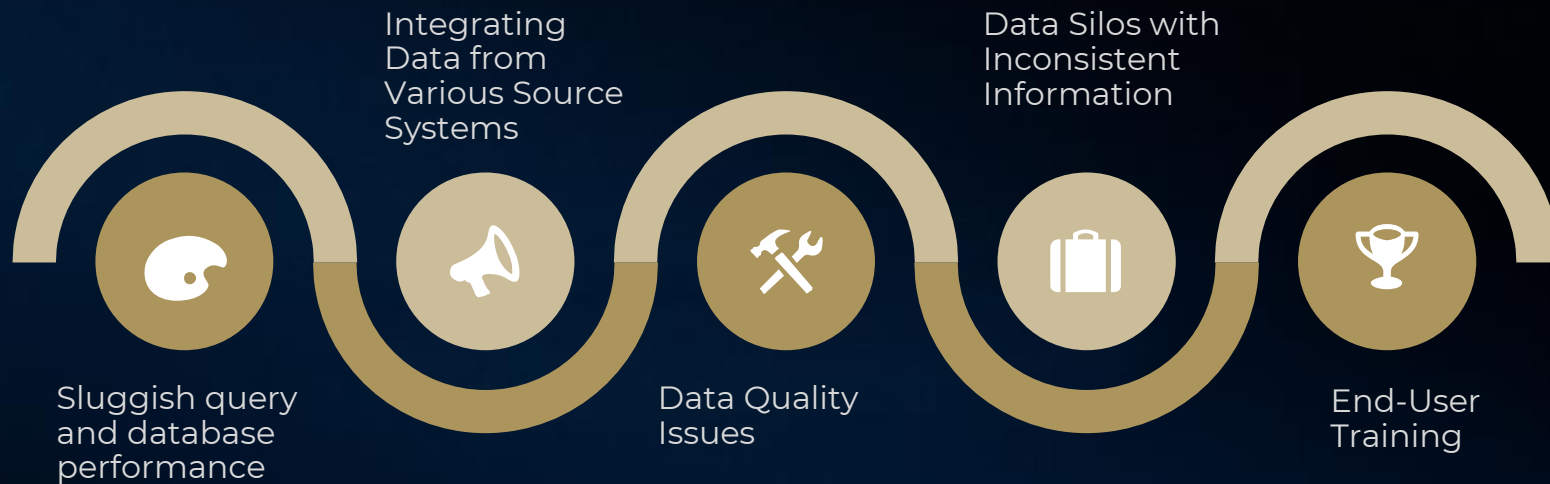 Sluggish query
and database
performance
Integrating
Data from
Various Source
Systems
Data Quality
Issues
Data Silos with
Inconsistent
Information
End-User
Training